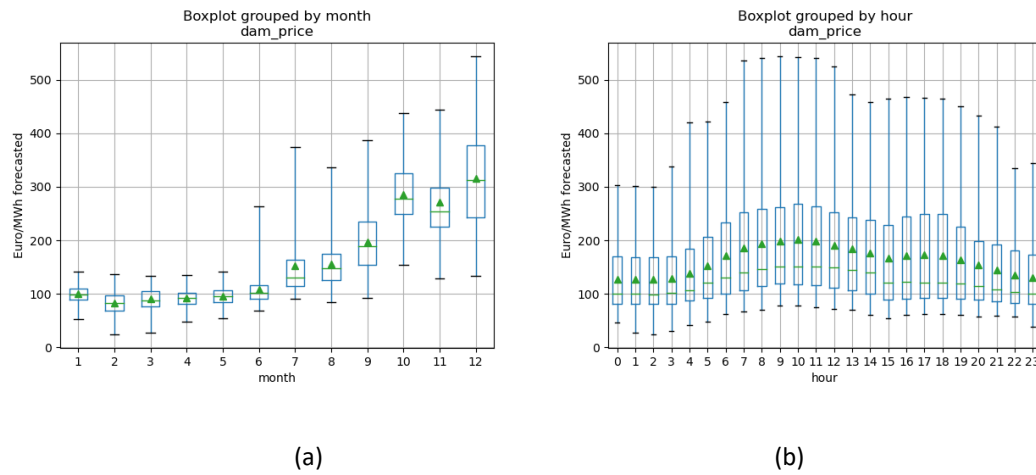 Boxplot grouped by month
dam_price
Euro/MWh forecasted
500
400
300
200
100
0
1 2 3 4 5 6 7 8 9 10 11 12
month
(a)
Boxplot grouped by hour
dam_price
Euro/MWh forecasted
500
400
300
200
100
0
0 1 2 3 4 5 6 7 8 9 10 11 12 13 14 15 16 17 18 19 20 21 22 23
hour
(b)